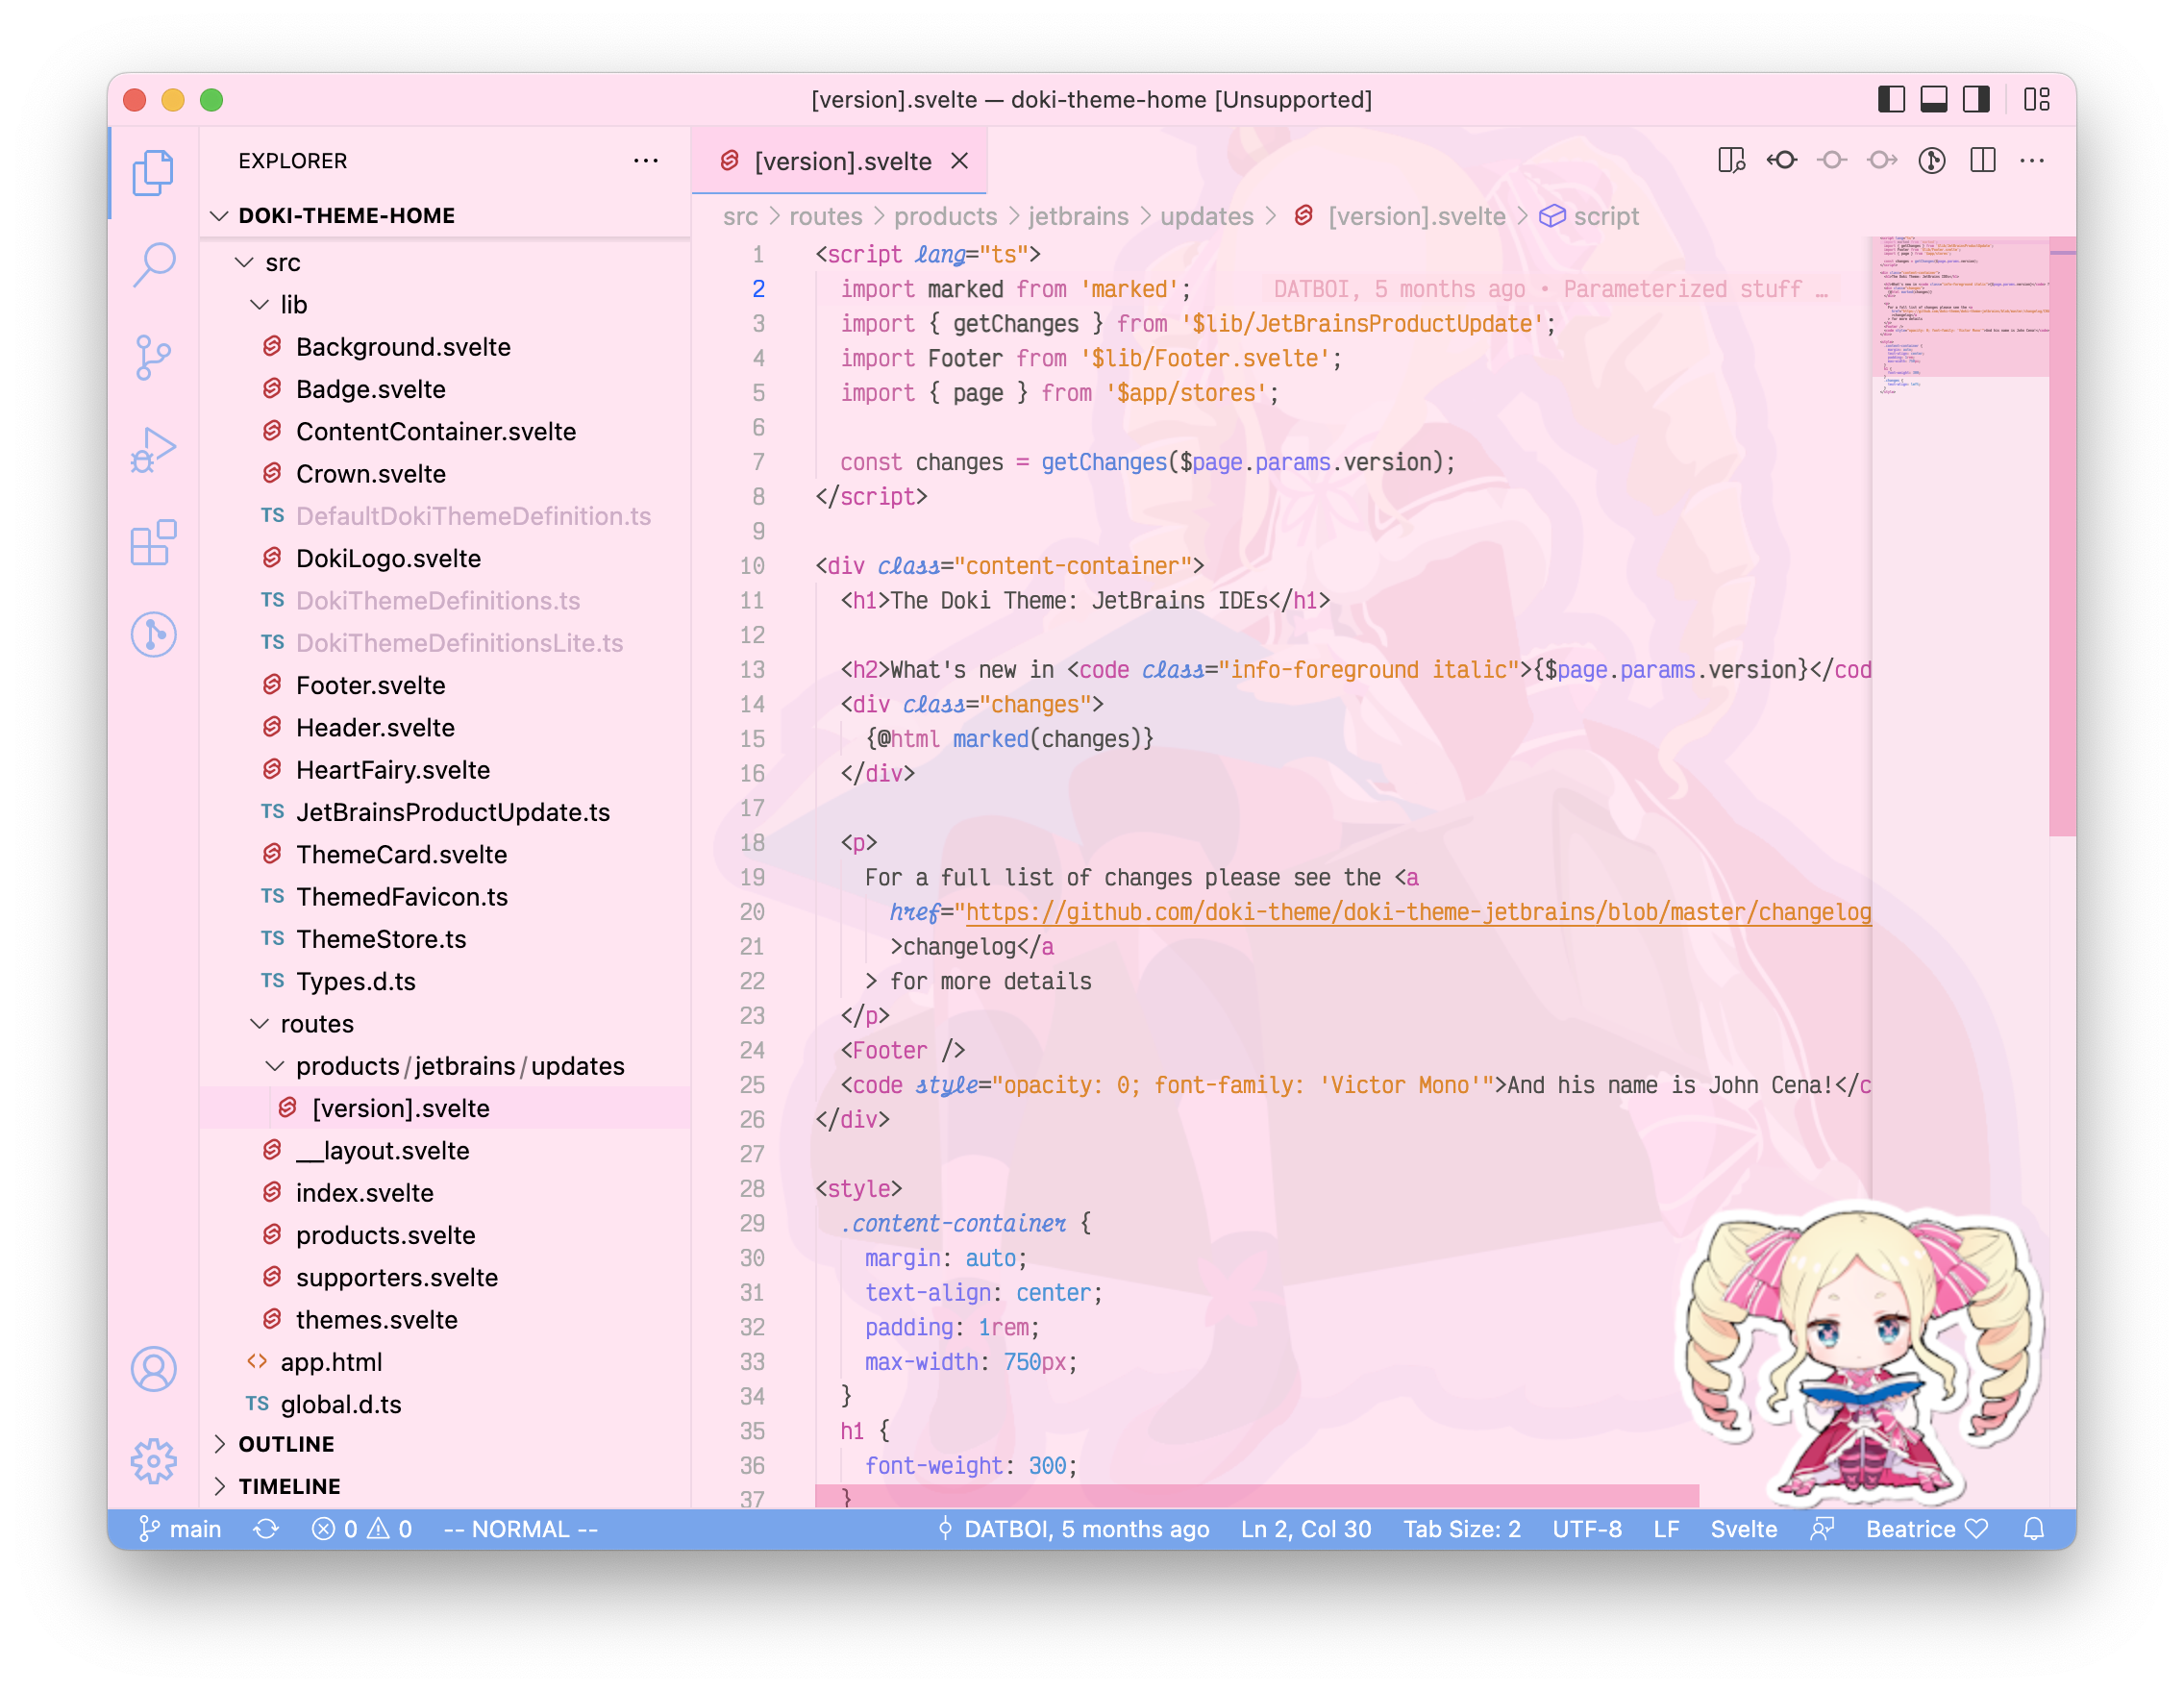 [version].svelte — doki-theme-home [Unsupported]
EXPLORER
DOKI-THEME-HOME
src
lib
Background.svelte
Badge.svelte
ContentContainer.svelte
Crown.svelte
TS DefaultDokiThemeDefinition.ts
DokiLogo.svelte
TS DokiThemeDefinitions.ts
TS DokiThemeDefinitionsLite.ts
Footer.svelte
Header.svelte
HeartFairy.svelte
TS JetBrainsProductUpdate.ts
ThemeCard.svelte
TS ThemedFavicon.ts
TS ThemeStore.ts
TS Types.d.ts
routes
products/jetbrains/updates
[version].svelte
__layout.svelte
index.svelte
products.svelte
supporters.svelte
themes.svelte
<> app.html
TS global.d.ts
OUTLINE
TIMELINE
[version].svelte
src > routes > products > jetbrains > updates > [version].svelte > script
1 <script lang="ts">
2 import marked from 'marked'; DATBOI, 5 months ago • Parameterized stuff …
3 import { getChanges } from '$lib/JetBrainsProductUpdate';
4 import Footer from '$lib/Footer.svelte';
5 import { page } from '$app/stores';
6
7 const changes = getChanges($page.params.version);
8 </script>
9
10 <div class="content-container">
11 <h1>The Doki Theme: JetBrains IDEs</h1>
12
13 <h2>What's new in <code class="info-foreground italic">{$page.params.version}</cod
14 <div class="changes">
15 {@html marked(changes)}
16 </div>
17
18 <p>
19 For a full list of changes please see the <a
20 href="https://github.com/doki-theme/doki-theme-jetbrains/blob/master/changelog
21 >changelog</a
22 > for more details
23 </p>
24 <Footer />
25 <code style="opacity: 0; font-family: 'Victor Mono'">And his name is John Cena!</c
26 </div>
27
28 <style>
29 .content-container {
30 margin: auto;
31 text-align: center;
32 padding: 1rem;
33 max-width: 750px;
34 }
35 h1 {
36 font-weight: 300;
37 }
main 0 0 -- NORMAL -- DATBOI, 5 months ago Ln 2, Col 30 Tab Size: 2 UTF-8 LF Svelte Beatrice ♡